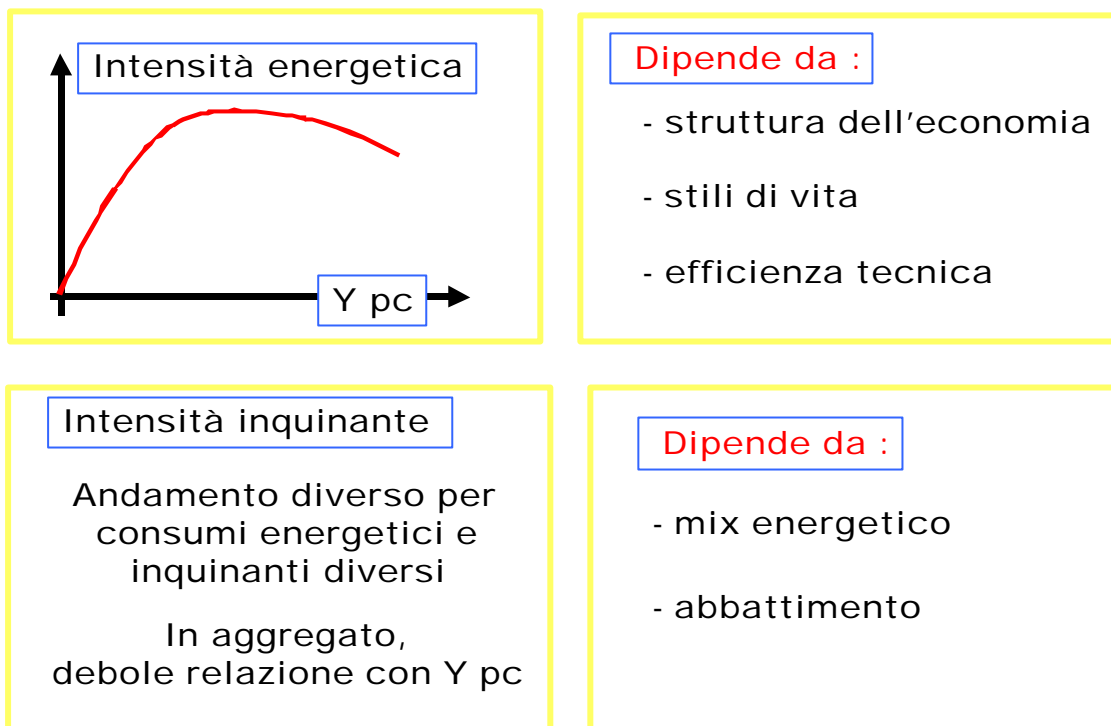 Intensità energetica
Y pc
Dipende da :
- struttura dell'economia
- stili di vita
- efficienza tecnica
Intensità inquinante
Andamento diverso per
consumi energetici e
inquinanti diversi
In aggregato,
debole relazione con Y pc
Dipende da :
- mix energetico
- abbattimento